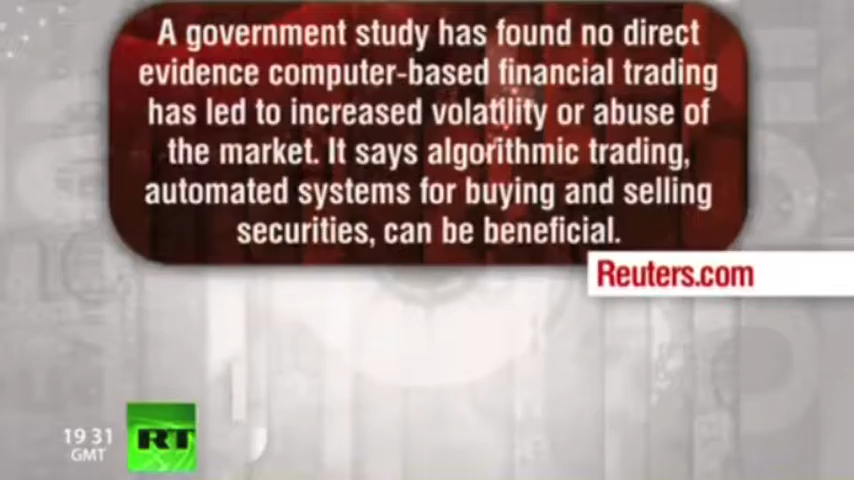 A government study has found no direct
evidence computer-based financial trading
has led to increased volatility or abuse of
the market. It says algorithmic trading,
automated systems for buying and selling
securities, can be beneficial.
Reuters.com
19 31
GMT
RT